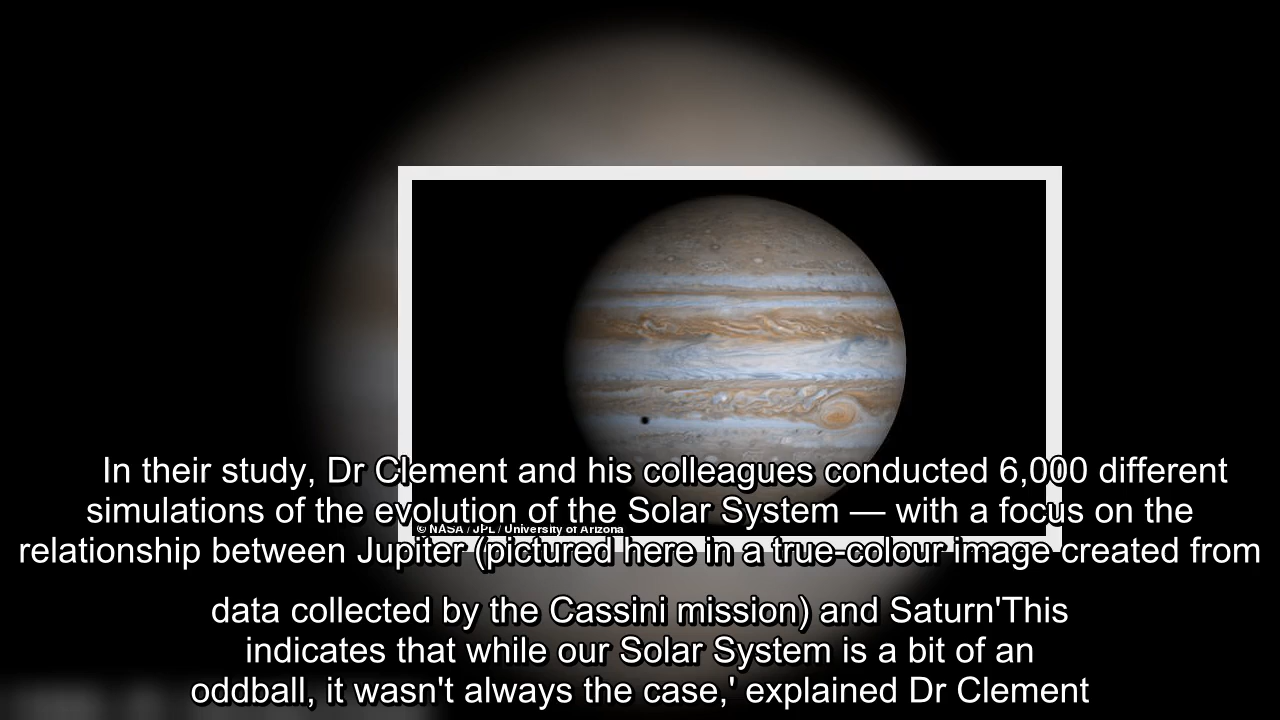 In their study, Dr Clement and his colleagues conducted 6,000 different
simulations of the evolution of the Solar System — with a focus on the
© NASA / JPL / University of Arizona
relationship between Jupiter (pictured here in a true-colour image created from
data collected by the Cassini mission) and Saturn'This
indicates that while our Solar System is a bit of an
oddball, it wasn't always the case,' explained Dr Clement